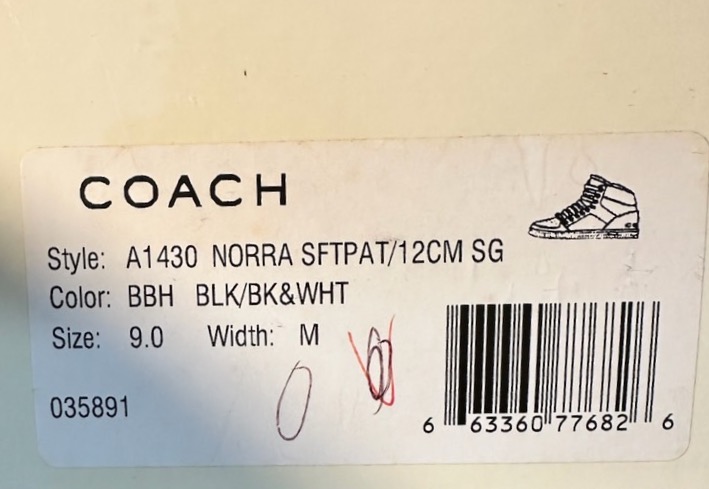 COACH
Style: A1430 NORRA SFTPAT/12CM SG
Color: BBH BLK/BK&WHT
Size: 9.0 Width: M
035891
0
6 63360 77682 6